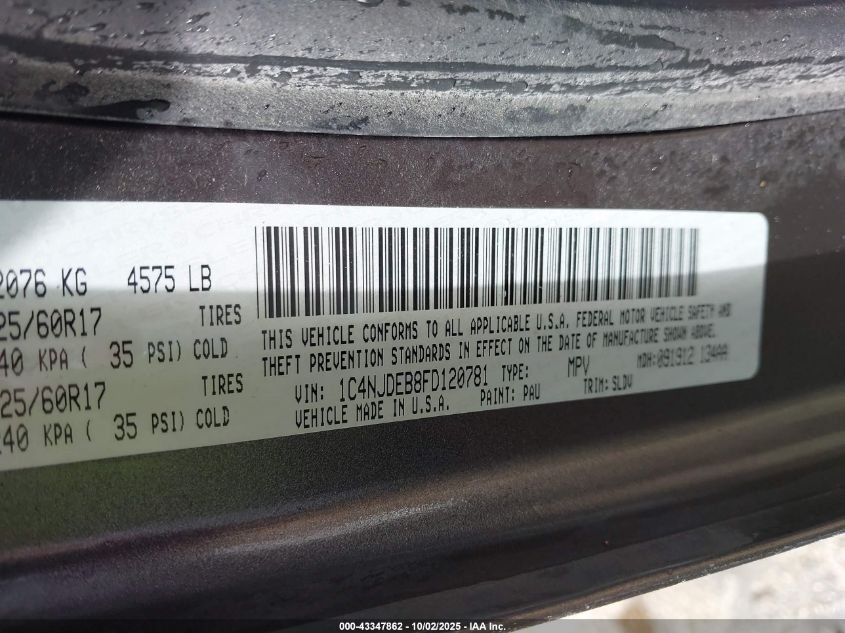 2076 KG 4575 LB
25/60R17 TIRES
40 KPA ( 35 PSI) COLD
25/60R17 TIRES
240 KPA ( 35 PSI) COLD
THIS VEHICLE CONFORMS TO ALL APPLICABLE U.S.A. FEDERAL MOTOR VEHICLE SAFETY AND
THEFT PREVENTION STANDARDS IN EFFECT ON THE DATE OF MANUFACTURE SHOWN ABOVE.
VIN: 1C4NJDEB8FD120781 TYPE: MPV MDH:091912 134AA
VEHICLE MADE IN U.S.A. PAINT: PAU TRIM: SLDV
000-43347862 - 10/02/2025 - IAA Inc.